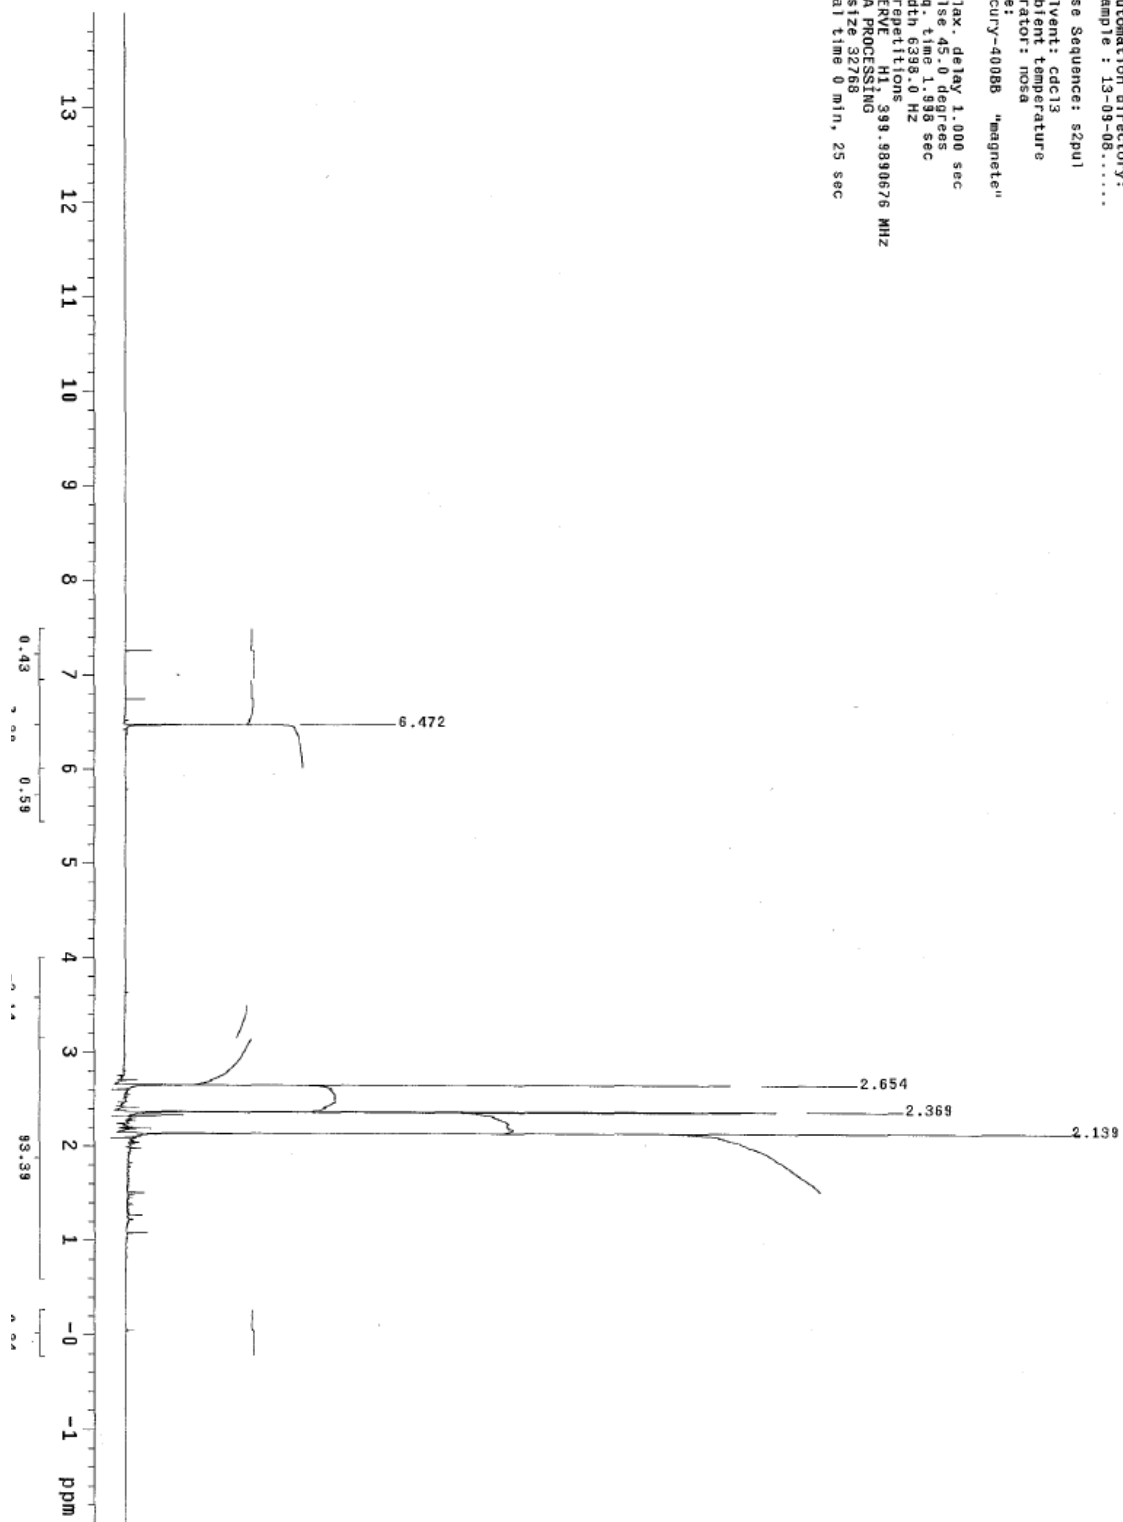 ample : 13-09-08......
se Sequence: s2pul
lvent: cdcl3
bient temperature
rator: nosa
e:
cury-400BB "magnete"
lax. delay 1.000 sec
lse 45.0 degrees
q. time 1.998 sec
dth 6398.0 Hz
repetitions
ERVE H1, 399.9890676 MHz
A PROCESSING
size 32768
al time 0 min, 25 sec
6.472
2.654
2.369
2.139
13 12 11 10 9 8 7 6 5 4 3 2 1 -0 -1 ppm
0.43
0.59
93.39